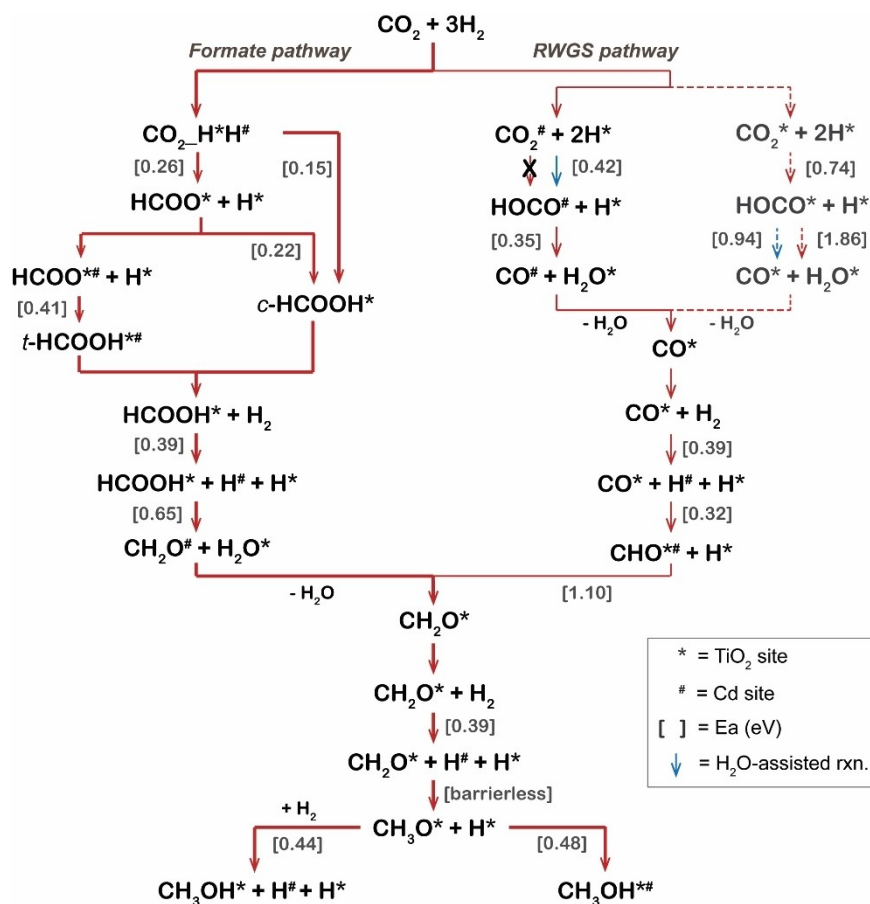 CO₂ + 3H₂
Formate pathway
RWGS pathway
CO₂_H*H#
CO₂# + 2H*
CO₂* + 2H*
[0.26]
[0.15]
X
[0.42]
[0.74]
HCOO* + H*
HOCO# + H*
HOCO* + H*
[0.22]
[0.35]
[0.94]
[1.86]
HCOO*# + H*
CO# + H₂O*
CO* + H₂O*
[0.41]
c-HCOOH*
t-HCOOH*#
- H₂O
- H₂O
CO*
HCOOH* + H₂
CO* + H₂
[0.39]
[0.39]
HCOOH* + H# + H*
CO* + H# + H*
[0.65]
[0.32]
CH₂O# + H₂O*
CHO*# + H*
- H₂O
[1.10]
CH₂O*
CH₂O* + H₂
[0.39]
CH₂O* + H# + H*
[barrierless]
+ H₂
CH₃O* + H*
[0.44]
[0.48]
CH₃OH* + H# + H*
CH₃OH*#
* = TiO₂ site
# = Cd site
[ ] = Ea (eV)
= H₂O-assisted rxn.